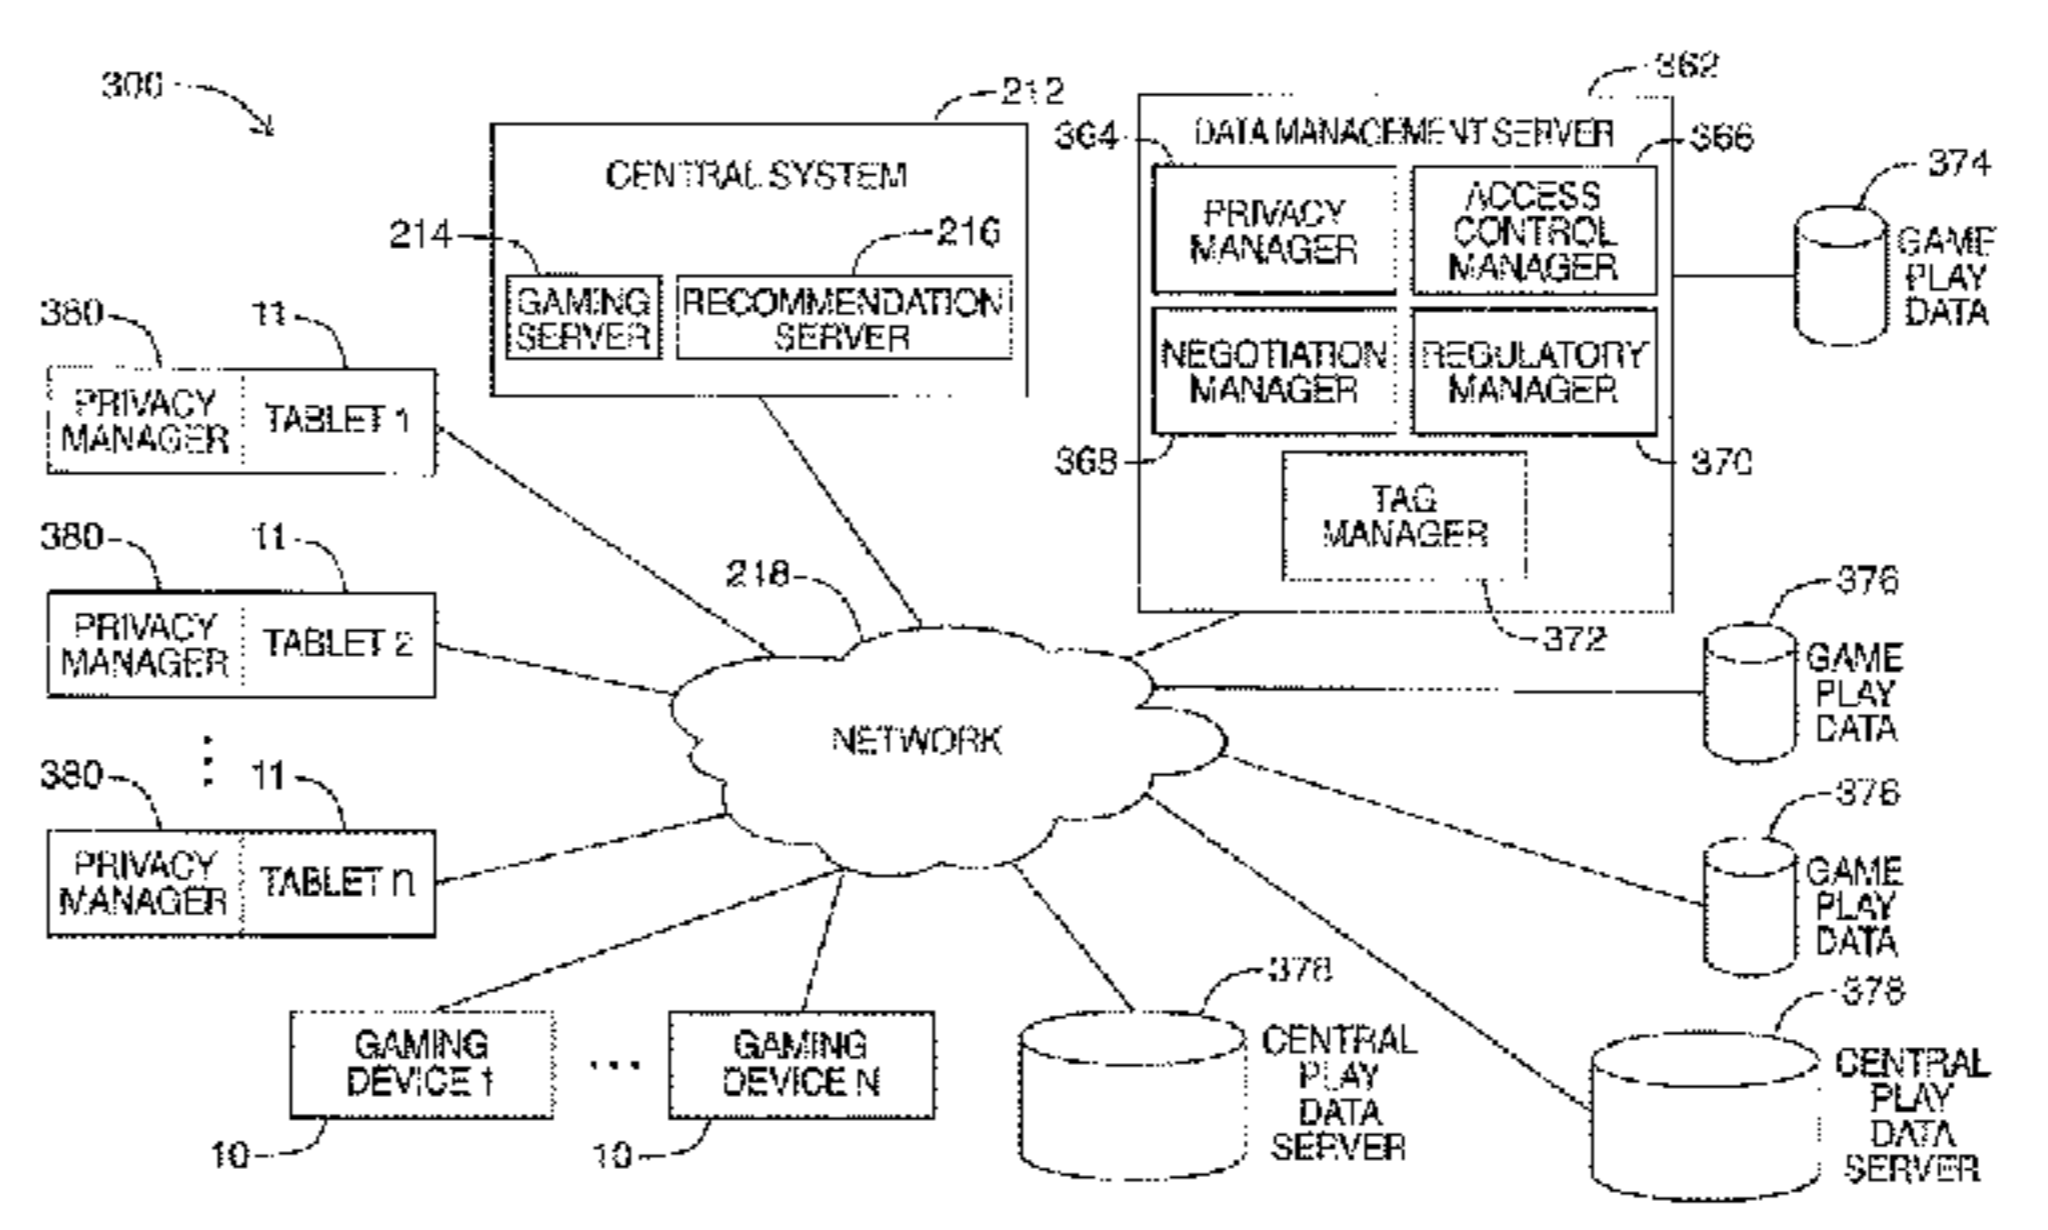 300
212
CENTRAL SYSTEM
214
216
GAMING
SERVER
RECOMMENDATION
SERVER
362
DATA MANAGEMENT SERVER
364
366
PRIVACY
MANAGER
ACCESS
CONTROL
MANAGER
NEGOTIATION
MANAGER
REGULATORY
MANAGER
368
370
TAG
MANAGER
372
374
GAME
PLAY
DATA
380
11
PRIVACY
MANAGER
TABLET 1
380
11
PRIVACY
MANAGER
TABLET 2
380
11
PRIVACY
MANAGER
TABLET n
218
NETWORK
376
GAME
PLAY
DATA
376
GAME
PLAY
DATA
GAMING
DEVICE 1
10
...
GAMING
DEVICE N
10
378
CENTRAL
PLAY
DATA
SERVER
378
CENTRAL
PLAY
DATA
SERVER